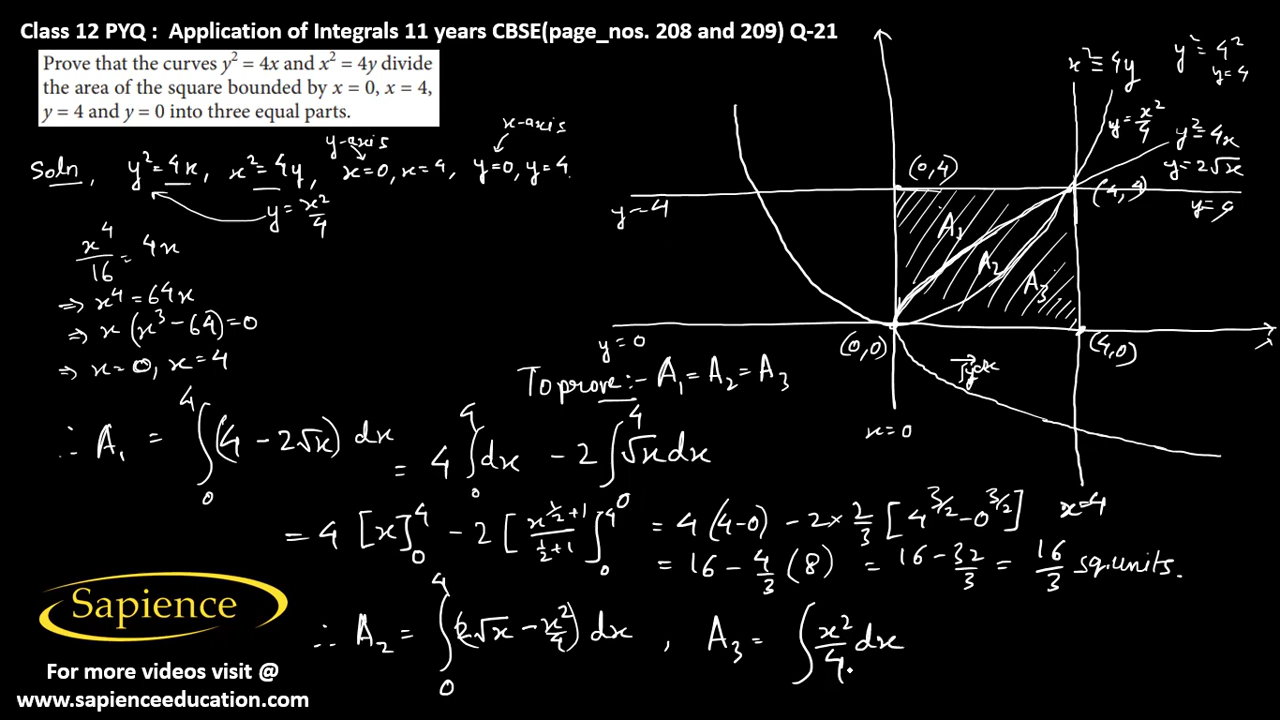 Class 12 PYQ : Application of Integrals 11 years CBSE(page_nos. 208 and 209) Q-21
Prove that the curves y² = 4x and x² = 4y divide
the area of the square bounded by x = 0, x = 4,
y = 4 and y = 0 into three equal parts.
y-axis
x-axis
Soln, y²=4x, x²=4y, x=0, x=4, y=0, y=4.
y = x²/4
x⁴/16 = 4x
⇒ x⁴ = 64x
⇒ x(x³-64)=0
⇒ x=0, x=4
x²=4y
y²=4²
y=4
y=x²/4
y²=4x
y=2√x
(0,4)
(4,4)
y=4
y=4
A₁
A₂
A₃
y=0
(0,0)
(4,0)
x=0
x=4
To prove:- A₁ = A₂ = A₃
∴ A₁ = ∫₀⁴ (4 - 2√x) dx = 4 ∫₀⁴ dx - 2 ∫₀⁴ √x dx
= 4 [x]₀⁴ - 2 [x^(1/2+1)/(1/2+1)]₀⁴ = 4 (4-0) - 2×2/3 [4^(3/2) - 0^(3/2)]
= 16 - 4/3 (8) = 16 - 32/3 = 16/3 sq.units.
∴ A₂ = ∫₀⁴ (2√x - x²/4) dx , A₃ = ∫ x²/4 dx
Sapience
For more videos visit @
www.sapienceeducation.com